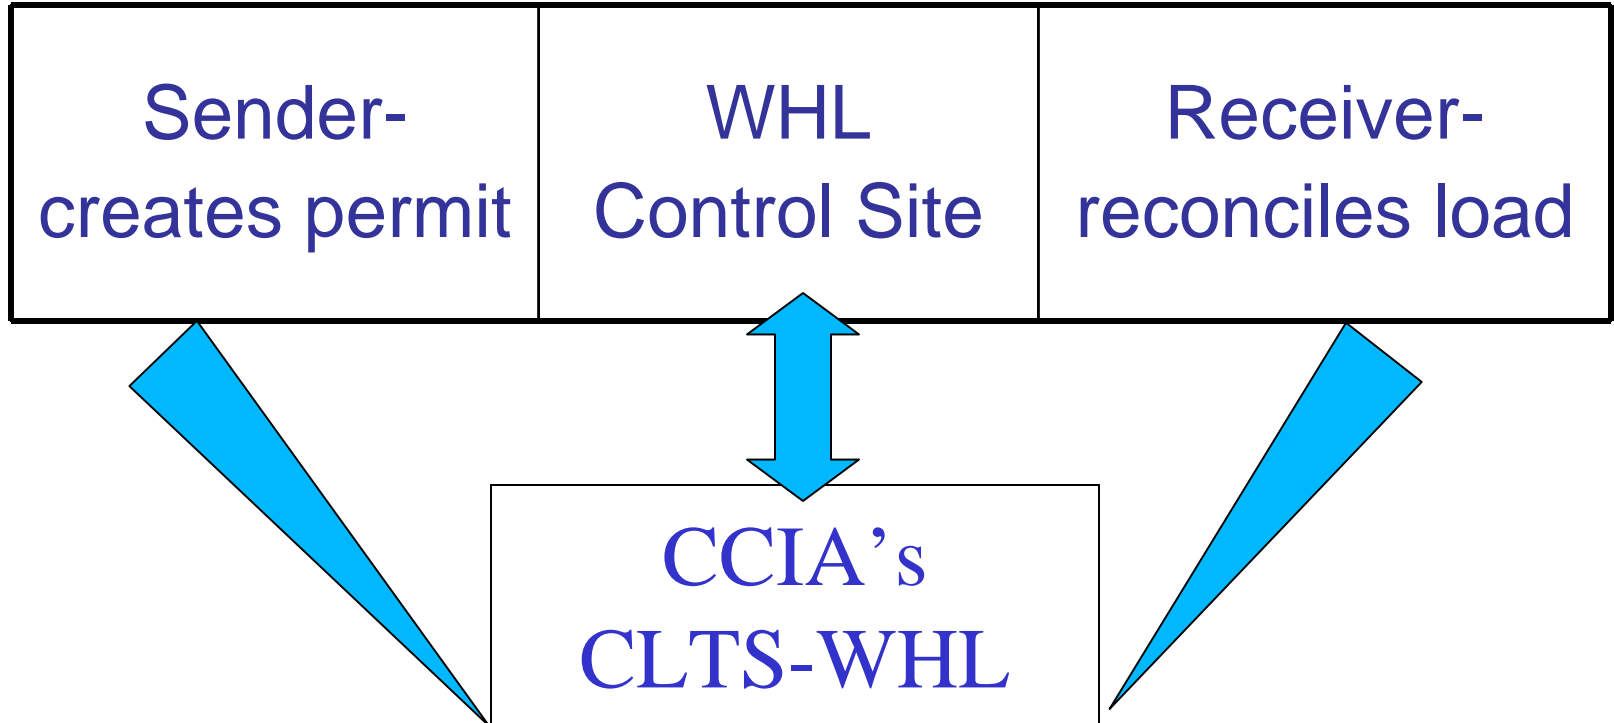 Sender-
creates permit
WHL
Control Site
Receiver-
reconciles load
CCIA’s
CLTS-WHL